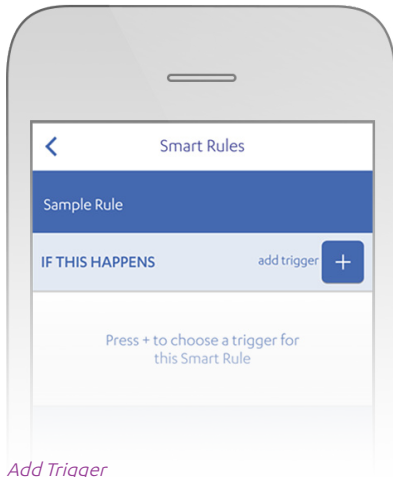 Smart Rules
Sample Rule
IF THIS HAPPENS add trigger +
Press + to choose a trigger for
this Smart Rule
Add Trigger